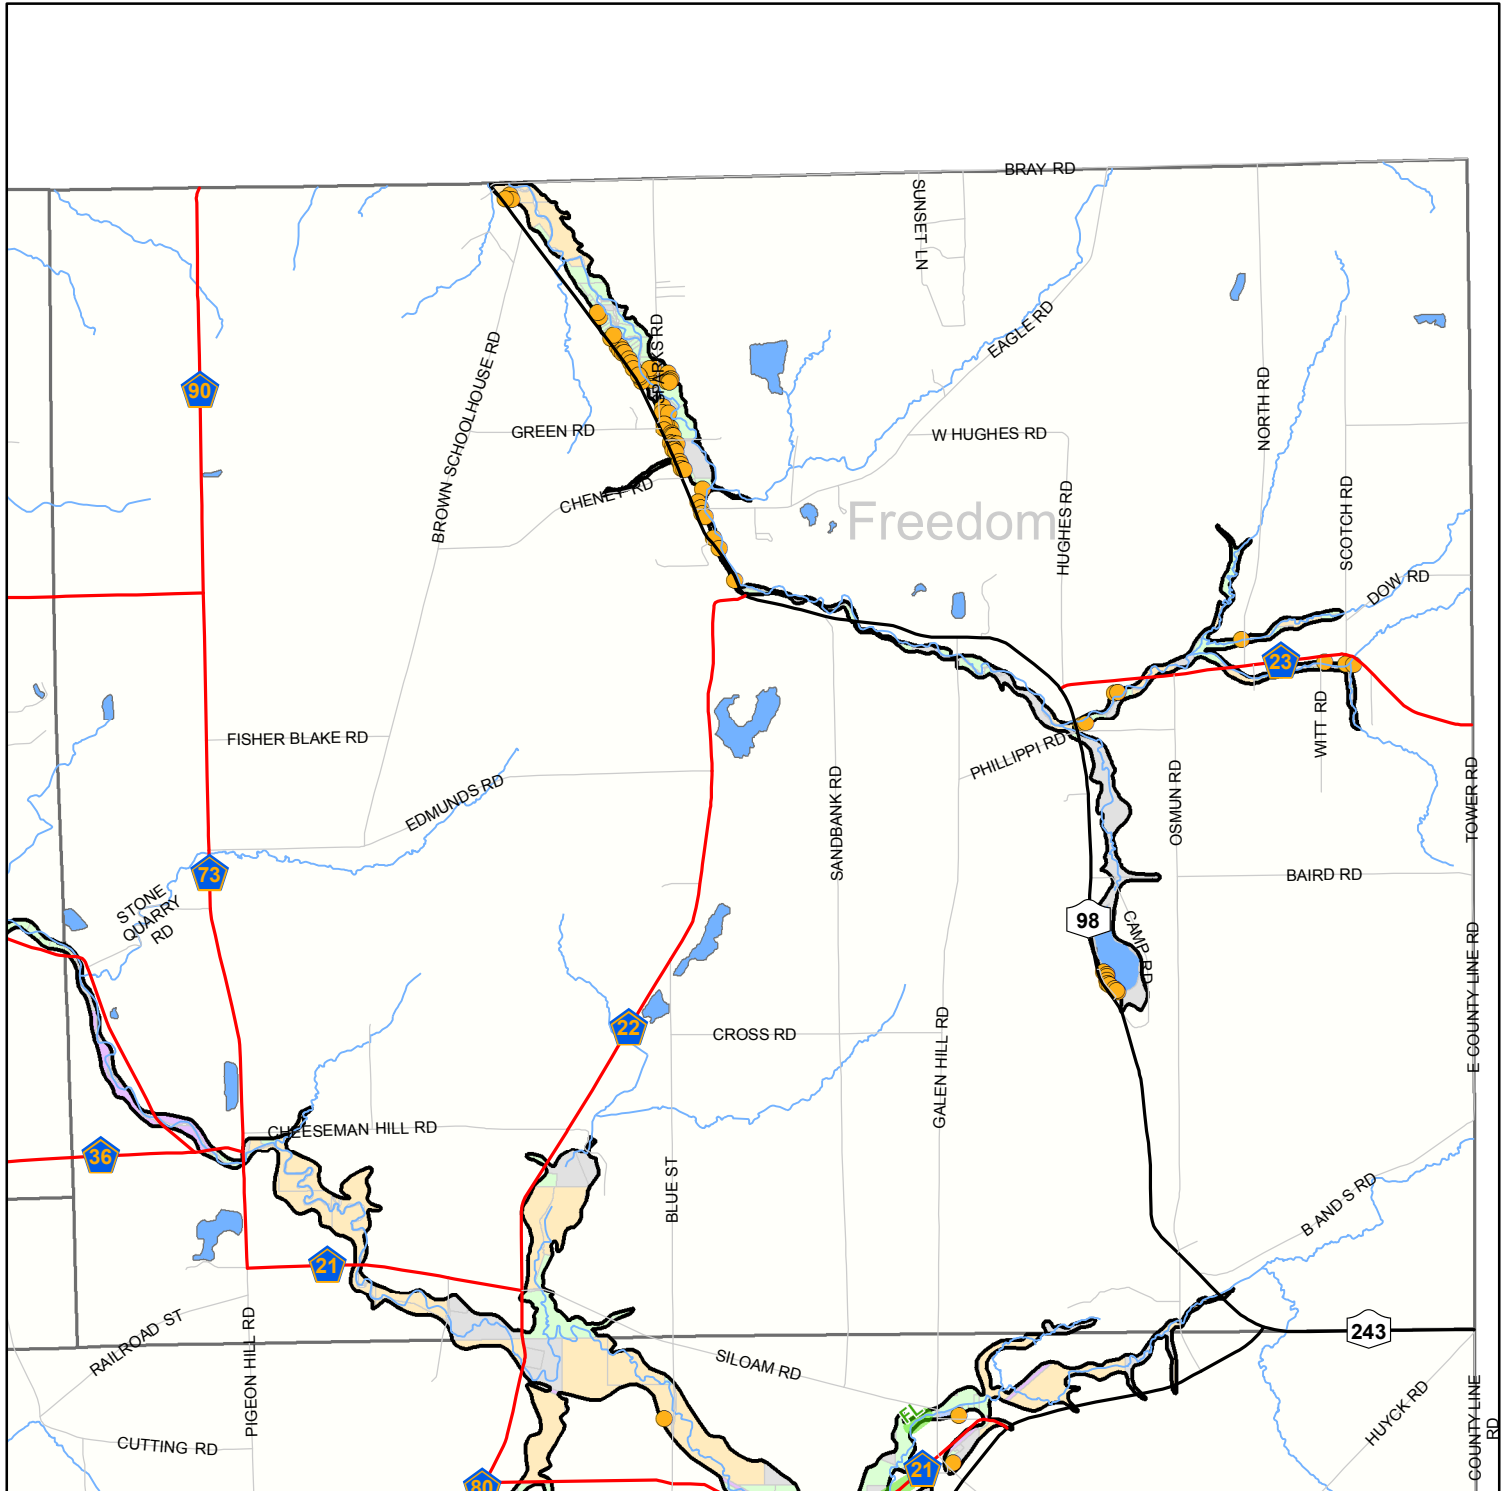 BRAY RD
SUNSET LN
EAGLE RD
SPARKS RD
BROWN SCHOOLHOUSE RD
90
GREEN RD
W HUGHES RD
NORTH RD
CHENEY RD
Freedom
HUGHES RD
SCOTCH RD
DOW RD
23
WITT RD
FISHER BLAKE RD
PHILLIPPI RD
EDMUNDS RD
SANDBANK RD
OSMUN RD
TOWER RD
73
BAIRD RD
STONE
QUARRY
RD
98
CAMP RD
E COUNTY LINE RD
22
CROSS RD
GALEN HILL RD
CHEESEMAN HILL RD
36
BLUE ST
B AND S RD
21
RAILROAD ST
PIGEON HILL RD
243
SILOAM RD
HUYCK RD
COUNTY LINE
RD
FL
CUTTING RD
21
80